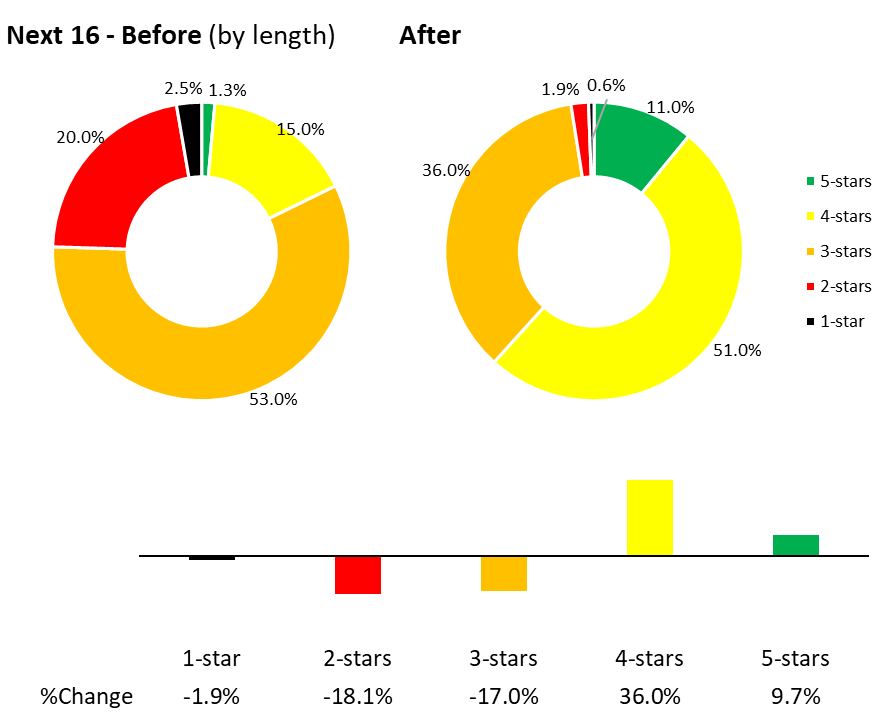 Next 16 - Before (by length)
After
2.5%
1.3%
15.0%
20.0%
53.0%
1.9%
0.6%
11.0%
36.0%
51.0%
5-stars
4-stars
3-stars
2-stars
1-star
1-star 2-stars 3-stars 4-stars 5-stars
%Change -1.9% -18.1% -17.0% 36.0% 9.7%